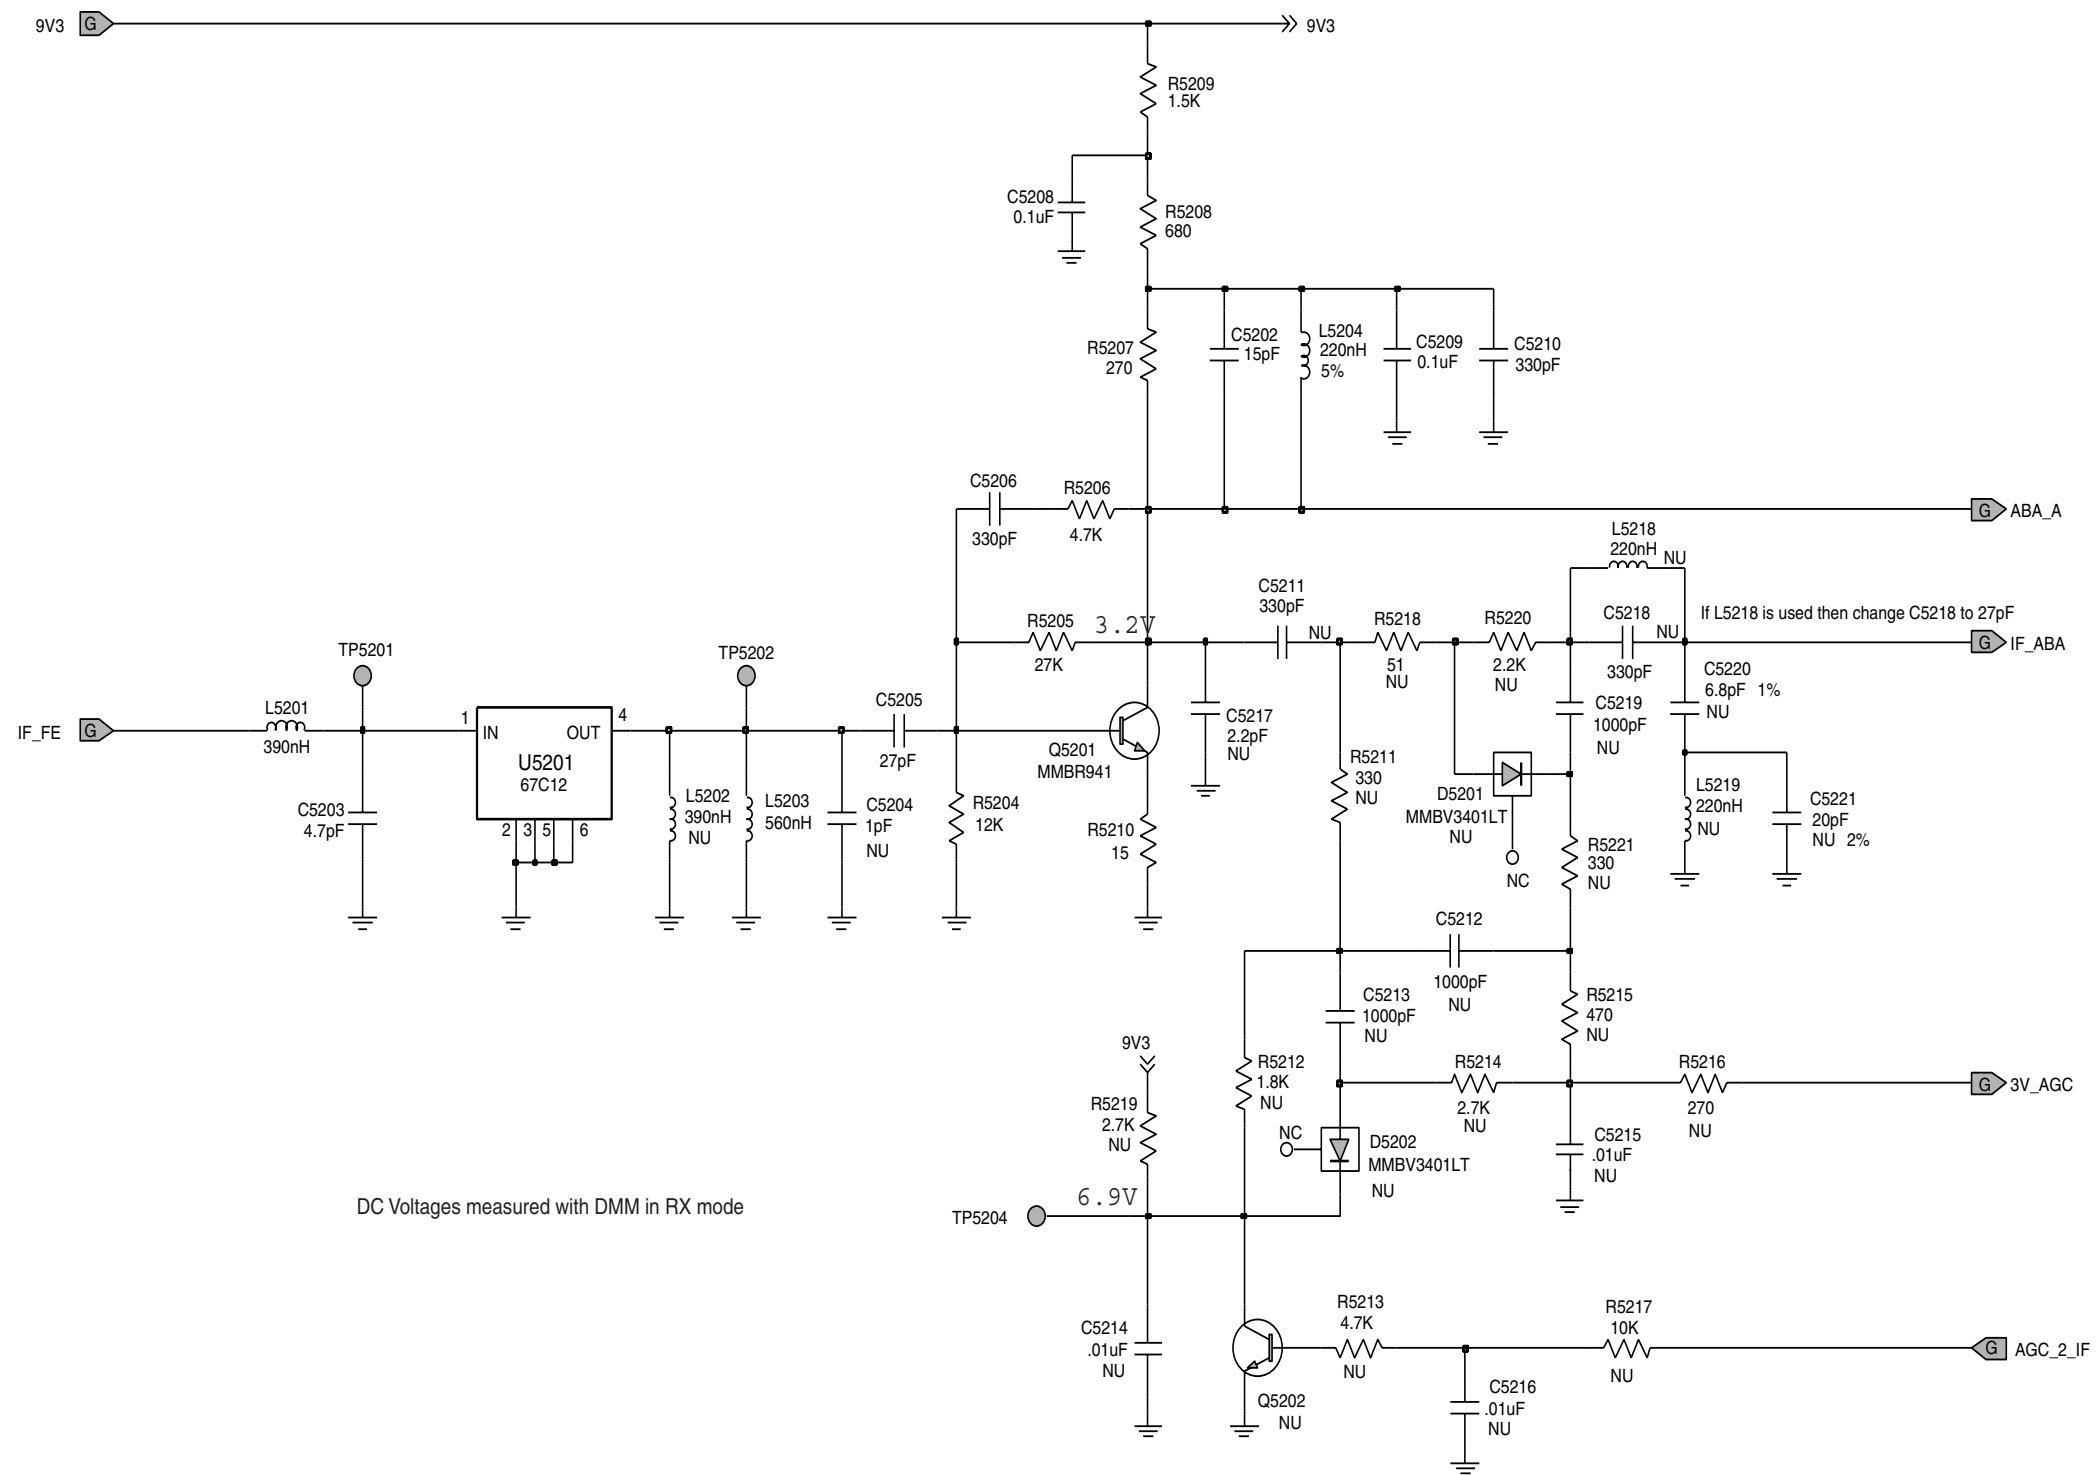 9V3
G
9V3
R5209
1.5K
C5208
0.1uF
R5208
680
R5207
270
C5202
15pF
L5204
220nH
5%
C5209
0.1uF
C5210
330pF
C5206
330pF
R5206
4.7K
G
ABA_A
L5218
220nH
NU
C5211
330pF
NU
R5205
27K
3.2V
R5218
51
NU
R5220
2.2K
NU
C5218
NU
330pF
If L5218 is used then change C5218 to 27pF
G
IF_ABA
TP5201
TP5202
IF_FE
G
L5201
390nH
1
IN
OUT
4
U5201
67C12
2
3
5
6
C5203
4.7pF
L5202
390nH
NU
L5203
560nH
C5204
1pF
NU
C5205
27pF
R5204
12K
Q5201
MMBR941
R5210
15
C5217
2.2pF
NU
R5211
330
NU
D5201
MMBV3401LT
NU
NC
C5219
1000pF
NU
C5220
6.8pF 1%
NU
L5219
220nH
NU
C5221
20pF
NU 2%
R5221
330
NU
C5212
1000pF
NU
C5213
1000pF
NU
R5215
470
NU
9V3
R5219
2.7K
NU
R5212
1.8K
NU
R5214
2.7K
NU
R5216
270
NU
G
3V_AGC
NC
D5202
MMBV3401LT
NU
C5215
.01uF
NU
DC Voltages measured with DMM in RX mode
TP5204
6.9V
C5214
.01uF
NU
Q5202
NU
R5213
4.7K
NU
R5217
10K
NU
G
AGC_2_IF
C5216
.01uF
NU